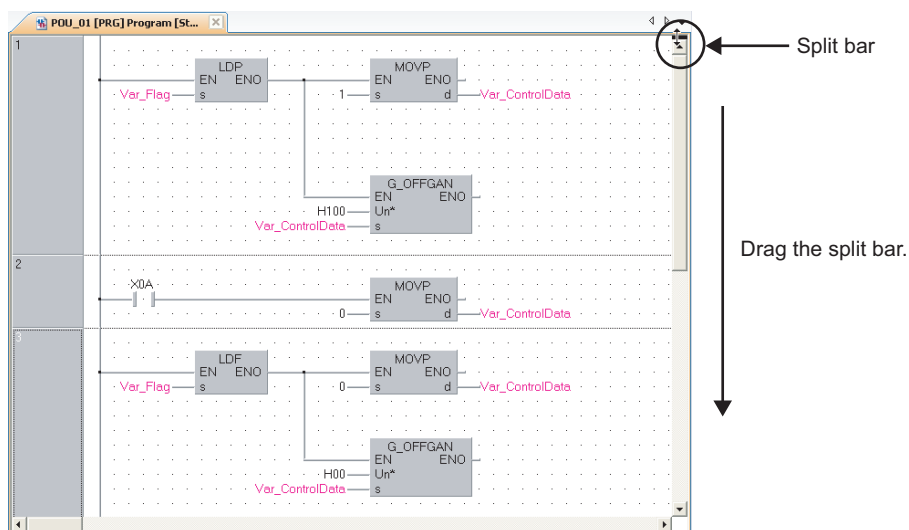 POU_01 [PRG] Program [St...
Split bar
1
LDP
EN ENO
Var_Flag s
MOVP
EN ENO
1 s d Var_ControlData
G_OFFGAN
EN ENO
H100 Un*
Var_ControlData s
Drag the split bar.
2
X0A
MOVP
EN ENO
0 s d Var_ControlData
3
LDF
EN ENO
Var_Flag s
MOVP
EN ENO
0 s d Var_ControlData
G_OFFGAN
EN ENO
H00 Un*
Var_ControlData s